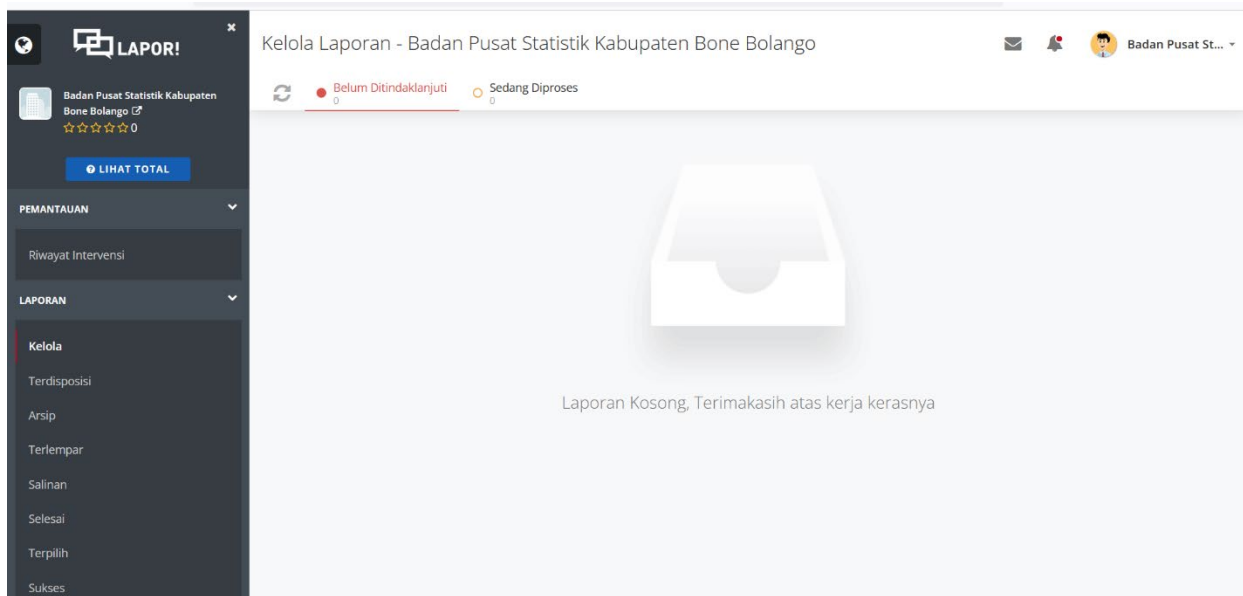 LAPOR!
×
Badan Pusat Statistik Kabupaten
Bone Bolango
0
LIHAT TOTAL
PEMANTAUAN
Riwayat Intervensi
LAPORAN
Kelola
Terdisposisi
Arsip
Terlempar
Salinan
Selesai
Terpilih
Sukses
Kelola Laporan - Badan Pusat Statistik Kabupaten Bone Bolango
Badan Pusat St...
Belum Ditindaklanjuti
0
Sedang Diproses
0
Laporan Kosong, Terimakasih atas kerja kerasnya